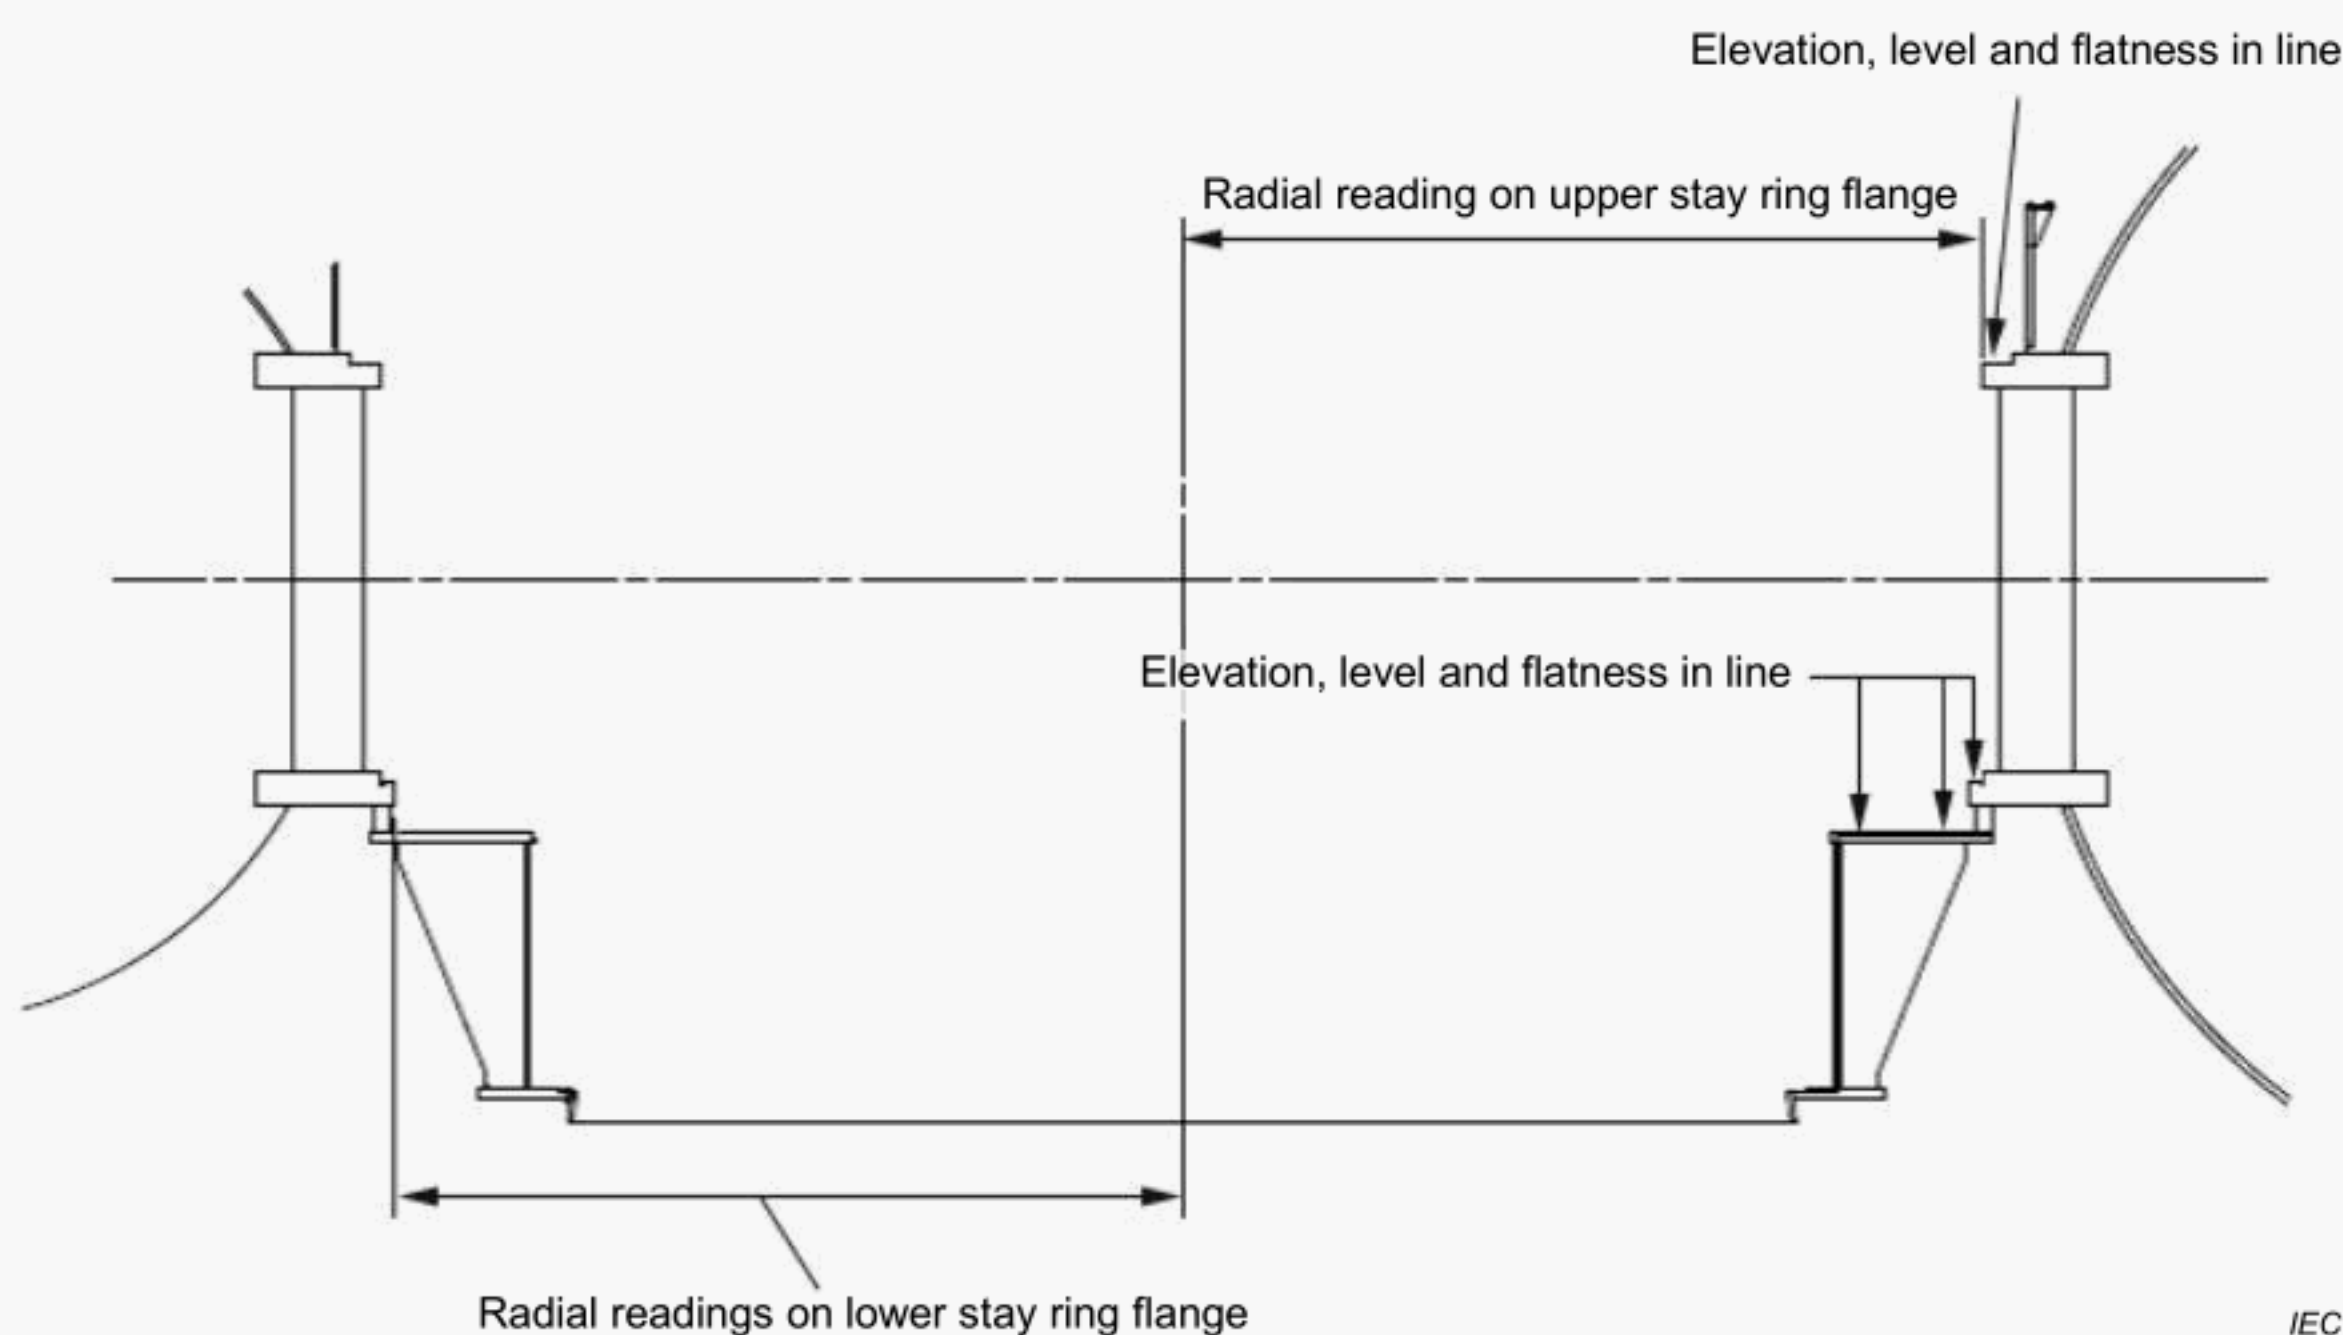 Elevation, level and flatness in line
Radial reading on upper stay ring flange
Elevation, level and flatness in line
Radial readings on lower stay ring flange
IEC